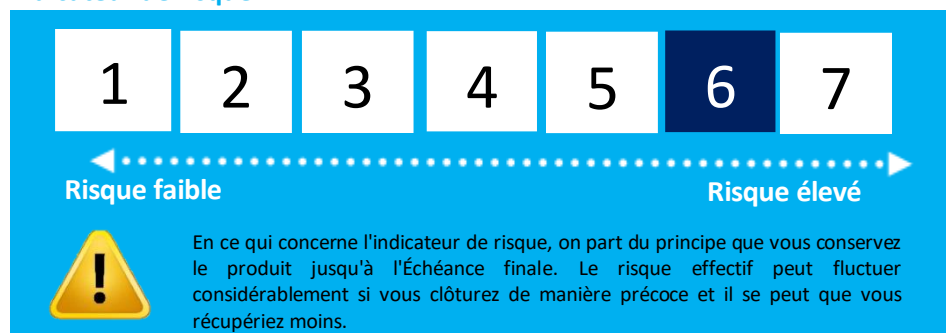 1 2 3 4 5 6 7
Risque faible Risque élevé
En ce qui concerne l'indicateur de risque, on part du principe que vous conservez
le produit jusqu'à l'Échéance finale. Le risque effectif peut fluctuer
considérablement si vous clôturez de manière précoce et il se peut que vous
récupériez moins.